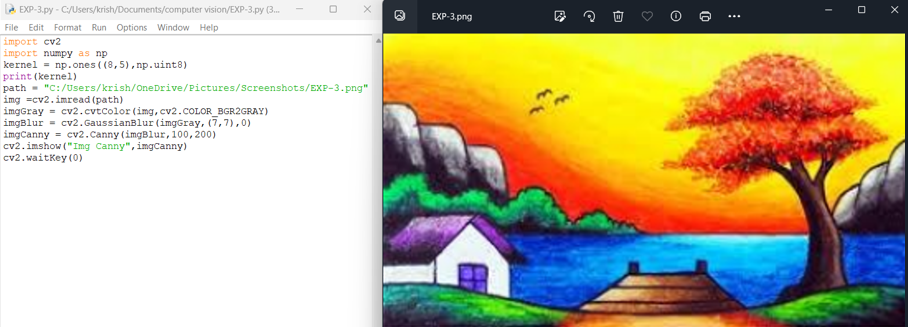 EXP-3.py - C:/Users/krish/Documents/computer vision/EXP-3.py (3...
File Edit Format Run Options Window Help
import cv2
import numpy as np
kernel = np.ones((8,5),np.uint8)
print(kernel)
path = "C:/Users/krish/OneDrive/Pictures/Screenshots/EXP-3.png"
img =cv2.imread(path)
imgGray = cv2.cvtColor(img,cv2.COLOR_BGR2GRAY)
imgBlur = cv2.GaussianBlur(imgGray,(7,7),0)
imgCanny = cv2.Canny(imgBlur,100,200)
cv2.imshow("Img Canny",imgCanny)
cv2.waitKey(0)
EXP-3.png